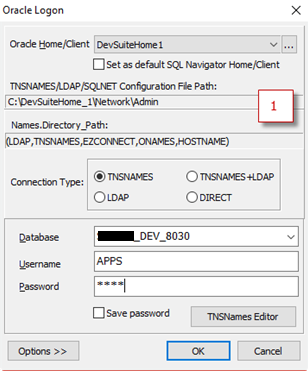 Oracle Logon
Oracle Home/Client DevSuiteHome1 ...
Set as default SQL Navigator Home/Client
TNSNAMES/LDAP/SQLNET Configuration File Path:
C:\DevSuiteHome_1\Network\Admin
1
Names.Directory_Path:
(LDAP,TNSNAMES,EZCONNECT,ONAMES,HOSTNAME)
Connection Type: TNSNAMES TNSNAMES+LDAP
LDAP DIRECT
Database _DEV_8030
Username APPS
Password ****
Save password TNSNames Editor
Options >> OK Cancel